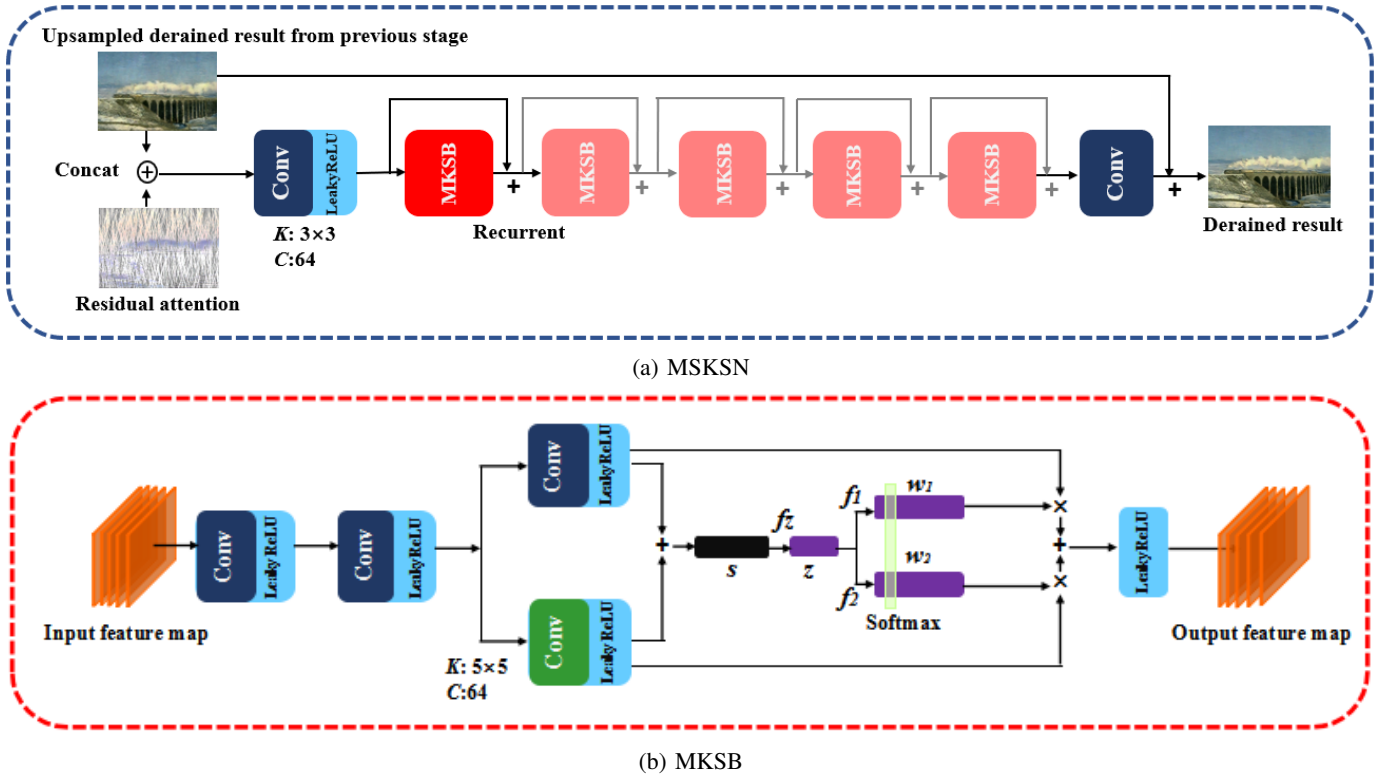 Upsampled derained result from previous stage
Concat
Residual attention
Conv
LeakyReLU
K: 3×3
C:64
MKSB
MKSB
MKSB
MKSB
MKSB
Recurrent
Conv
Derained result
+
+
+
+
+
+
+
(a) MSKSN
Input feature map
Conv
LeakyReLU
Conv
LeakyReLU
Conv
LeakyReLU
Conv
LeakyReLU
K: 5×5
C:64
+
s
fz
z
f1
f2
w1
w2
Softmax
×
+
×
LeakyReLU
Output feature map
(b) MKSB